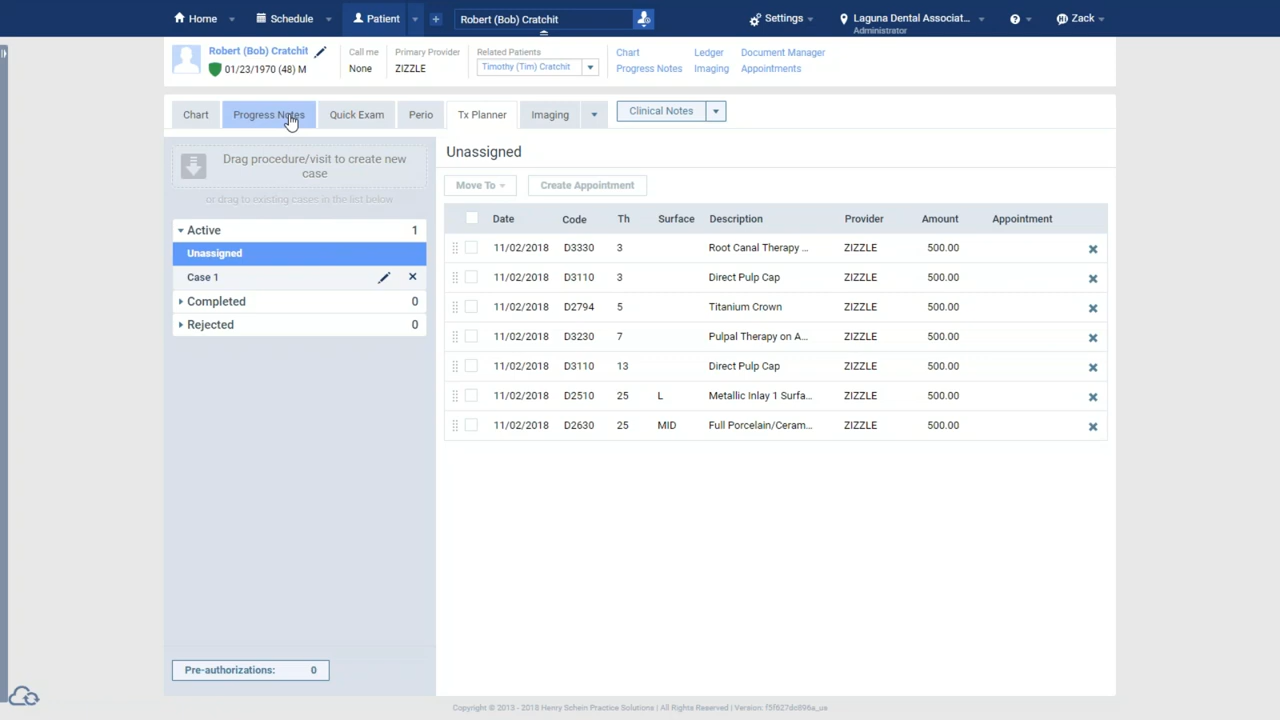 Home Schedule Patient + Robert (Bob) Cratchit Settings Laguna Dental Associat... ? Zack
Administrator
Robert (Bob) Cratchit
01/23/1970 (48) M
Call me
None
Primary Provider
ZIZZLE
Related Patients
Timothy (Tim) Cratchit
Chart Ledger Document Manager
Progress Notes Imaging Appointments
Chart Progress Notes Quick Exam Perio Tx Planner Imaging Clinical Notes
Drag procedure/visit to create new
case
or drag to existing cases in the list below
Active 1
Unassigned
Case 1
Completed 0
Rejected 0
Pre-authorizations: 0
Unassigned
Move To Create Appointment
Date Code Th Surface Description Provider Amount Appointment
11/02/2018 D3330 3 Root Canal Therapy ... ZIZZLE 500.00
11/02/2018 D3110 3 Direct Pulp Cap ZIZZLE 500.00
11/02/2018 D2794 5 Titanium Crown ZIZZLE 500.00
11/02/2018 D3230 7 Pulpal Therapy on A... ZIZZLE 500.00
11/02/2018 D3110 13 Direct Pulp Cap ZIZZLE 500.00
11/02/2018 D2510 25 L Metallic Inlay 1 Surfa... ZIZZLE 500.00
11/02/2018 D2630 25 MID Full Porcelain/Ceram... ZIZZLE 500.00
Copyright © 2013 - 2018 Henry Schein Practice Solutions | All Rights Reserved | Version: f5f627dc896a_ua